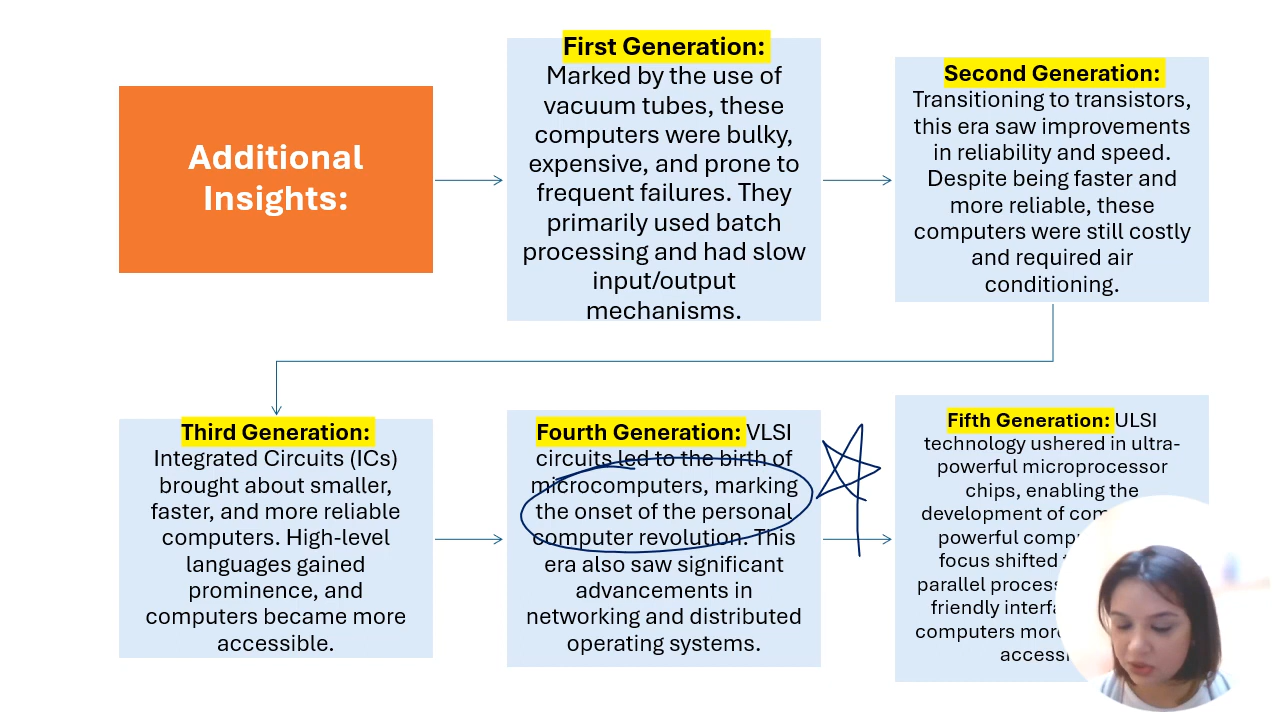 Additional
Insights:
First Generation:
Marked by the use of
vacuum tubes, these
computers were bulky,
expensive, and prone to
frequent failures. They
primarily used batch
processing and had slow
input/output
mechanisms.
Second Generation:
Transitioning to transistors,
this era saw improvements
in reliability and speed.
Despite being faster and
more reliable, these
computers were still costly
and required air
conditioning.
Third Generation:
Integrated Circuits (ICs)
brought about smaller,
faster, and more reliable
computers. High-level
languages gained
prominence, and
computers became more
accessible.
Fourth Generation: VLSI
circuits led to the birth of
microcomputers, marking
the onset of the personal
computer revolution. This
era also saw significant
advancements in
networking and distributed
operating systems.
Fifth Generation: ULSI
technology ushered in ultra-
powerful microprocessor
chips, enabling the
development of
powerful
focus shifted
parallel
friendly
computers